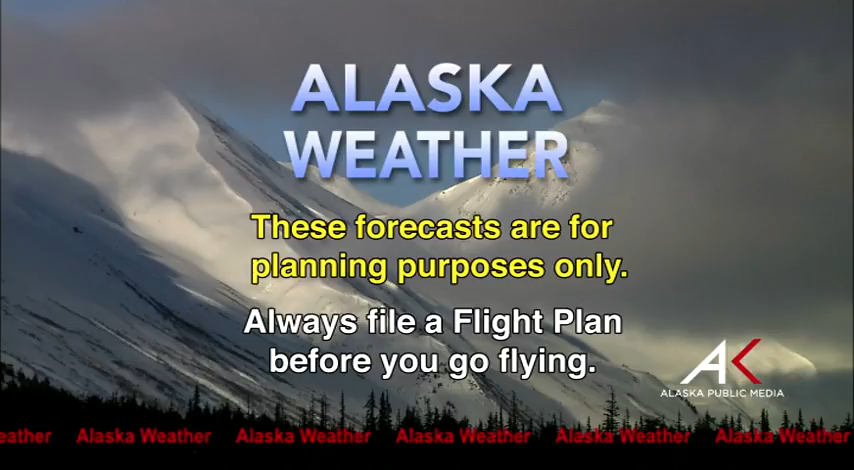 ALASKA
WEATHER
These forecasts are for
planning purposes only.
Always file a Flight Plan
before you go flying.
AK
ALASKA PUBLIC MEDIA
eather Alaska Weather Alaska Weather Alaska Weather Alaska Weather Alaska Weather